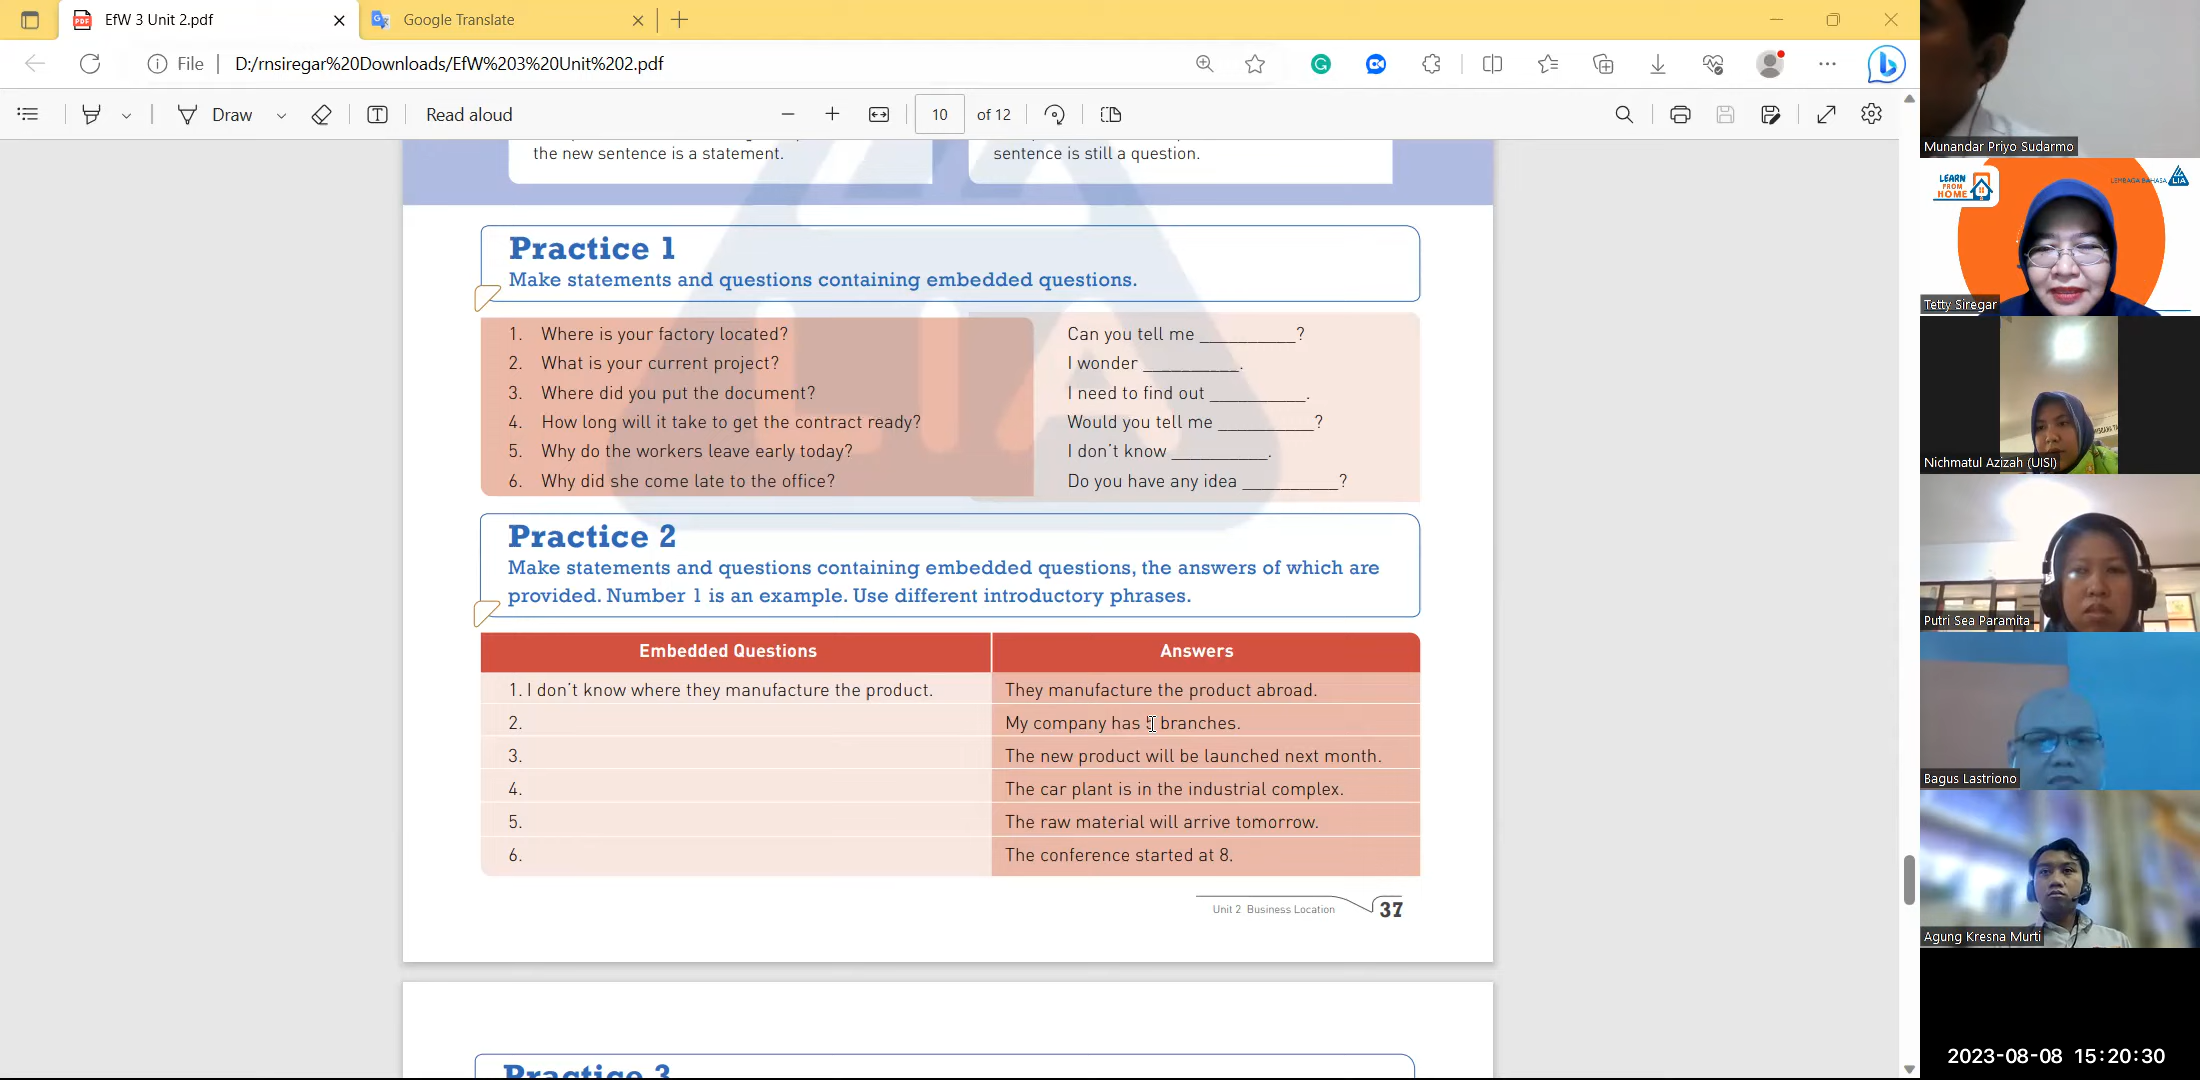 EfW 3 Unit 2.pdf
Google Translate
File
D:/rnsiregar%20Downloads/EfW%203%20Unit%202.pdf
Draw
Read aloud
10 of 12
the new sentence is a statement.
sentence is still a question.
Practice 1
Make statements and questions containing embedded questions.
1. Where is your factory located? Can you tell me __________?
2. What is your current project? I wonder __________.
3. Where did you put the document? I need to find out __________.
4. How long will it take to get the contract ready? Would you tell me __________?
5. Why do the workers leave early today? I don't know __________.
6. Why did she come late to the office? Do you have any idea __________?
LIA
Practice 2
Make statements and questions containing embedded questions, the answers of which are
provided. Number 1 is an example. Use different introductory phrases.
Embedded Questions Answers
1. I don't know where they manufacture the product. They manufacture the product abroad.
2. My company has 5 branches.
3. The new product will be launched next month.
4. The car plant is in the industrial complex.
5. The raw material will arrive tomorrow.
6. The conference started at 8.
Unit 2 Business Location 37
Practice 3
Munandar Priyo Sudarmo
LEARN
FROM
HOME
LEMBAGA BAHASA LIA
Tetty Siregar
Nichmatul Azizah (UISI)
Putri Sea Paramita
Bagus Lastriono
Agung Kresna Murti
2023-08-08 15:20:30